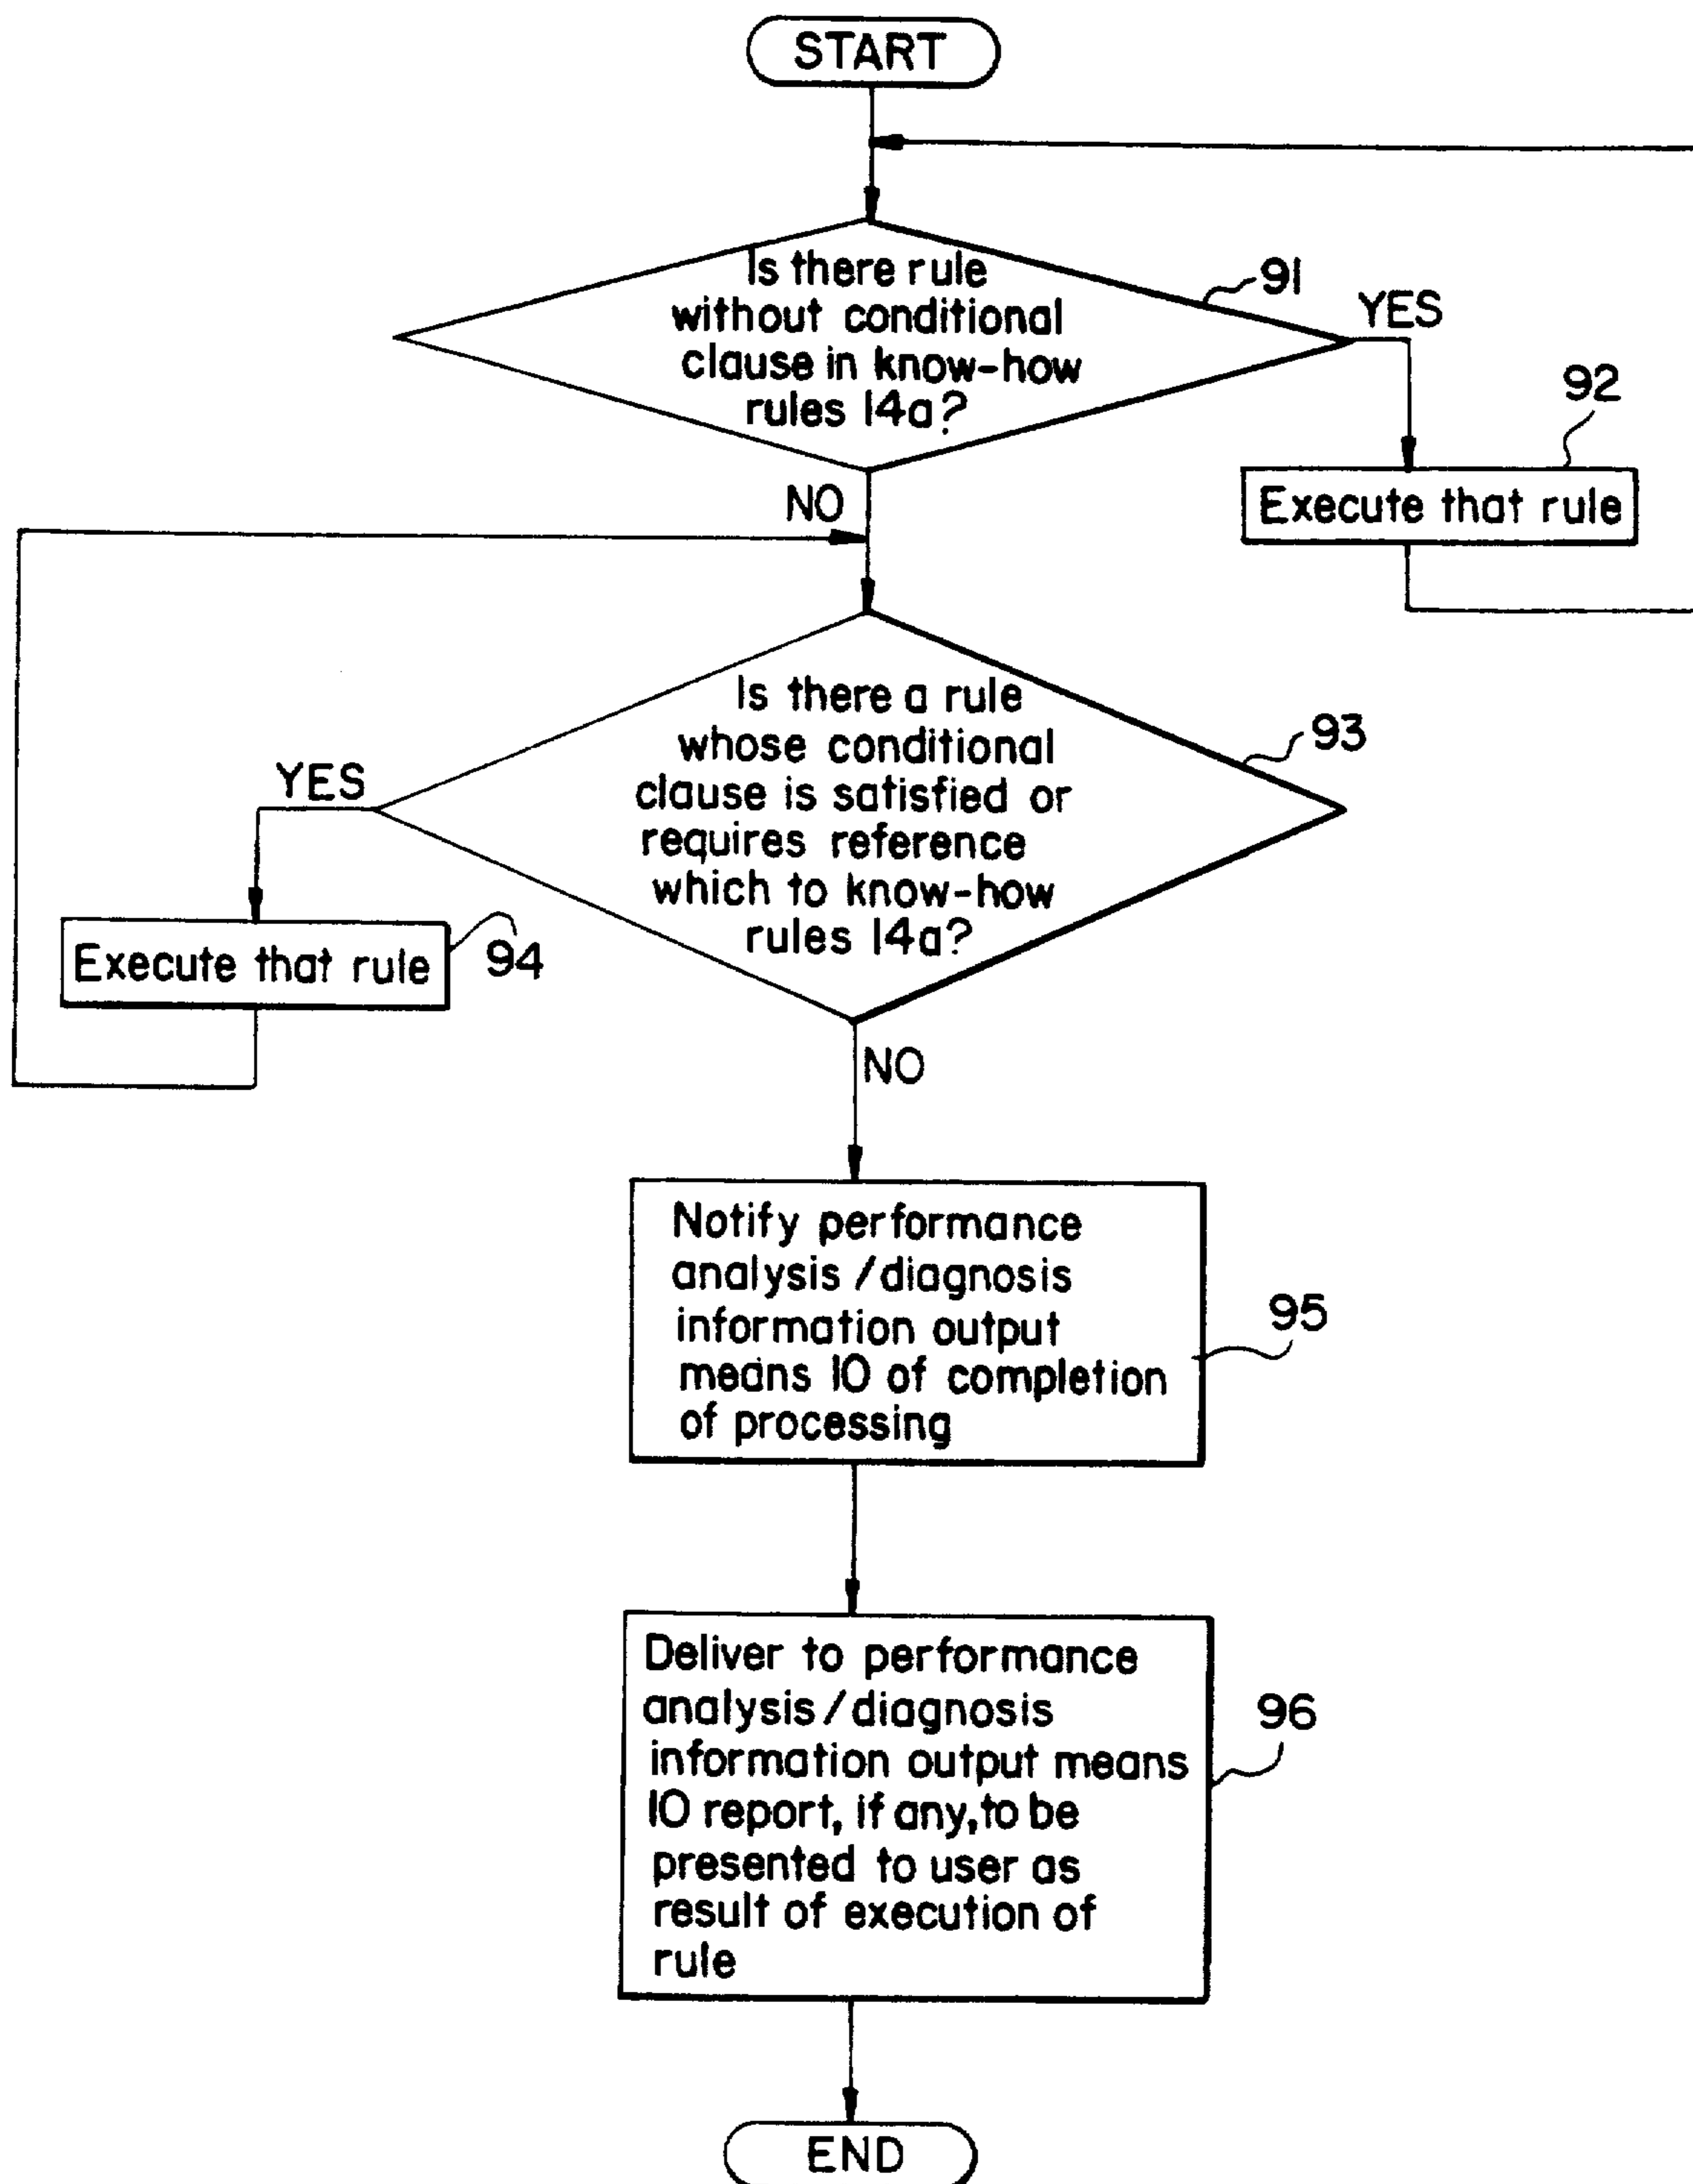 START
Is there rule
without conditional
clause in know-how
rules 14a?
91
YES
92
Execute that rule
NO
Is there a rule
whose conditional
clause is satisfied or
requires reference
which to know-how
rules 14a?
93
YES
Execute that rule
94
NO
Notify performance
analysis/diagnosis
information output
means 10 of completion
of processing
95
Deliver to performance
analysis/diagnosis
information output means
10 report, if any, to be
presented to user as
result of execution of
rule
96
END